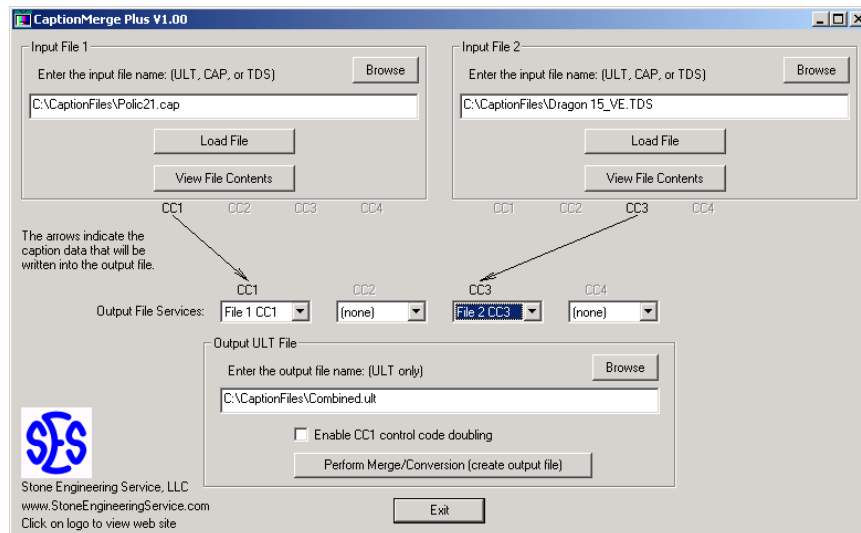 CaptionMerge Plus V1.00
Input File 1
Enter the input file name: (ULT, CAP, or TDS)
Browse
C:\CaptionFiles\Polic21.cap
Load File
View File Contents
CC1 CC2 CC3 CC4
Input File 2
Enter the input file name: (ULT, CAP, or TDS)
Browse
C:\CaptionFiles\Dragon 15_VE.TDS
Load File
View File Contents
CC1 CC2 CC3 CC4
The arrows indicate the
caption data that will be
written into the output file.
CC1 CC2 CC3 CC4
Output File Services: File 1 CC1 (none) File 2 CC3 (none)
Output ULT File
Enter the output file name: (ULT only)
Browse
C:\CaptionFiles\Combined.ult
Enable CC1 control code doubling
Perform Merge/Conversion (create output file)
SES
Stone Engineering Service, LLC
www.StoneEngineeringService.com
Click on logo to view web site
Exit